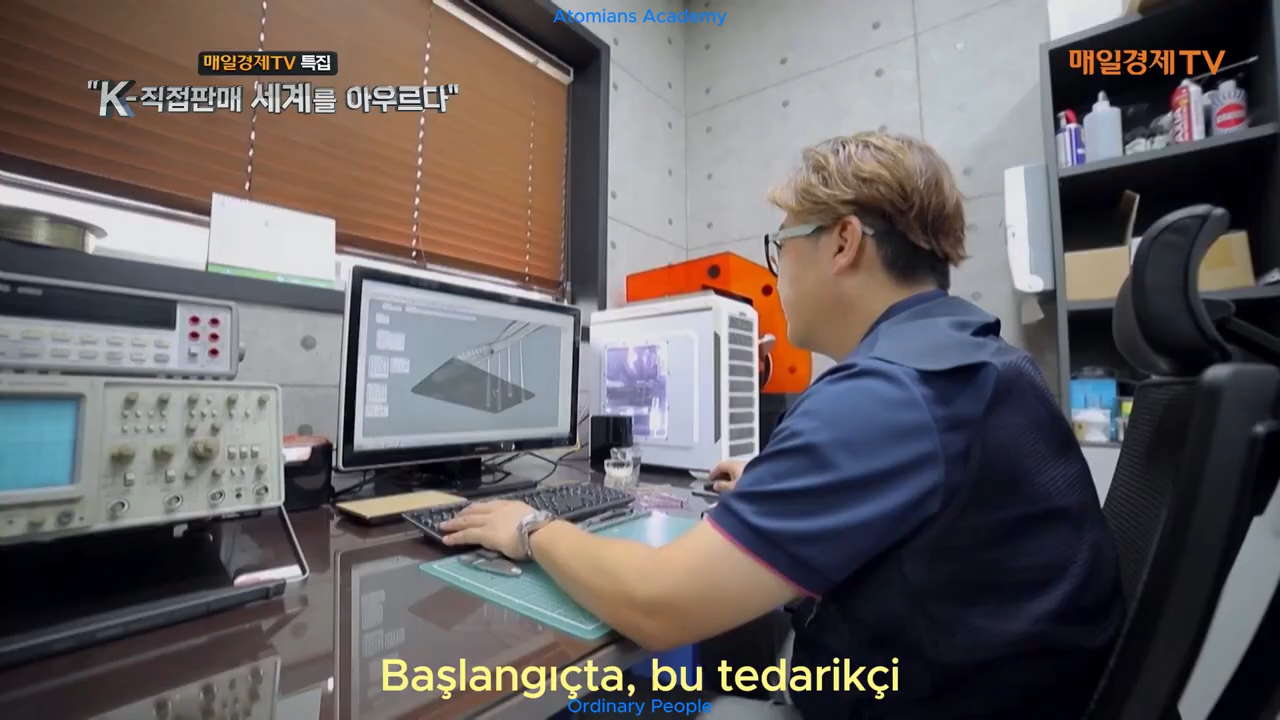 Atomians Academy
매일경제TV 특집
"K-직접판매 세계를 아우르다"
매일경제TV
Başlangıçta, bu tedarikçi
Ordinary People